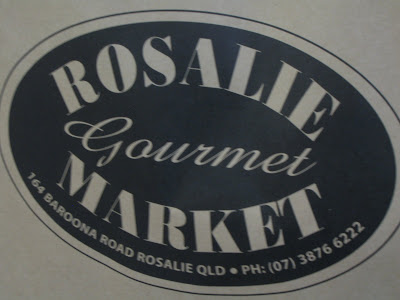 ROSALIE
Gourmet
MARKET
164 BAROONA ROAD ROSALIE QLD • PH: (07) 3876 6222